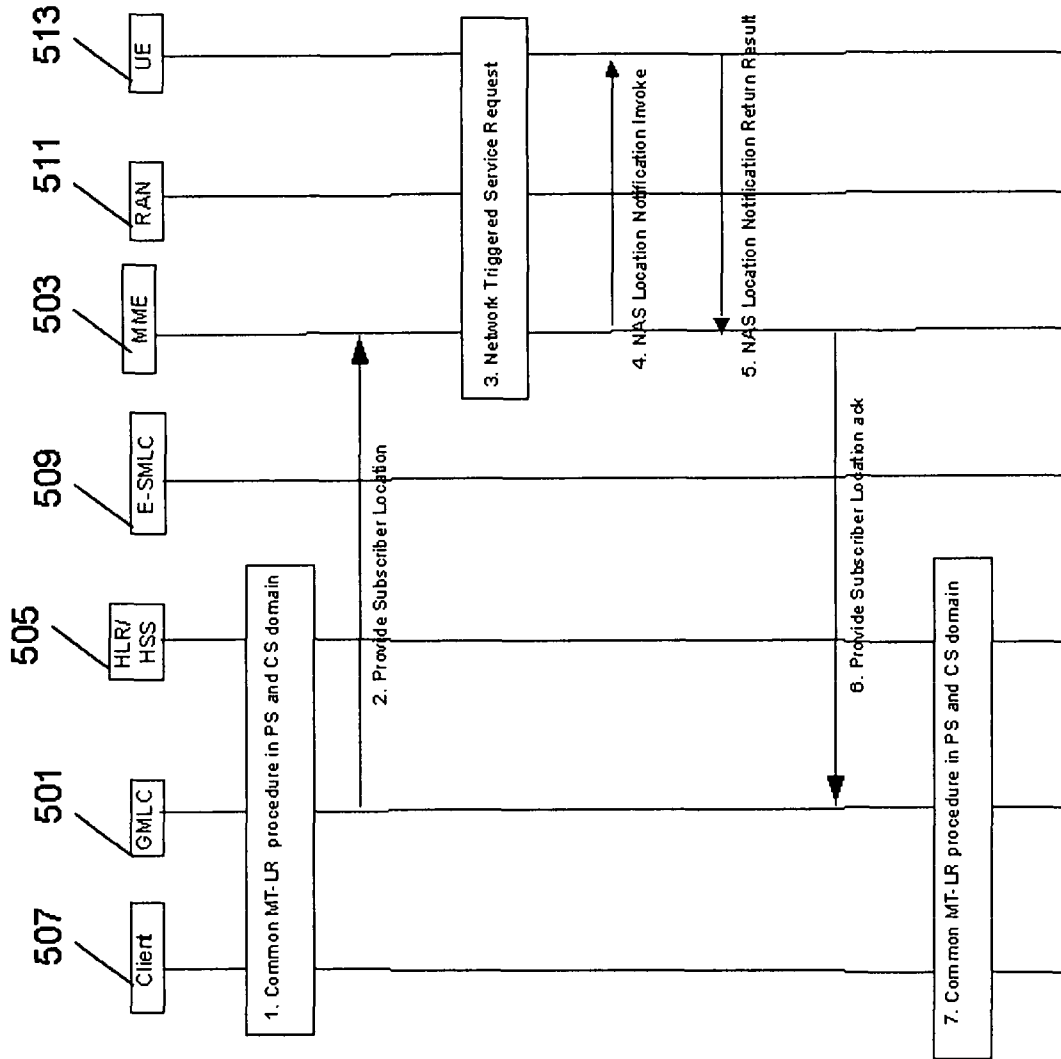 507
501
505
509
503
511
513
Client
GMLC
HLR/
HSS
E-SMLC
MME
RAN
UE
1. Common MT-LR procedure in PS and CS domain
2. Provide Subscriber Location
3. Network Triggered Service Request
4. NAS Location Notification Invoke
5. NAS Location Notification Return Result
6. Provide Subscriber Location ack
7. Common MT-LR procedure in PS and CS domain